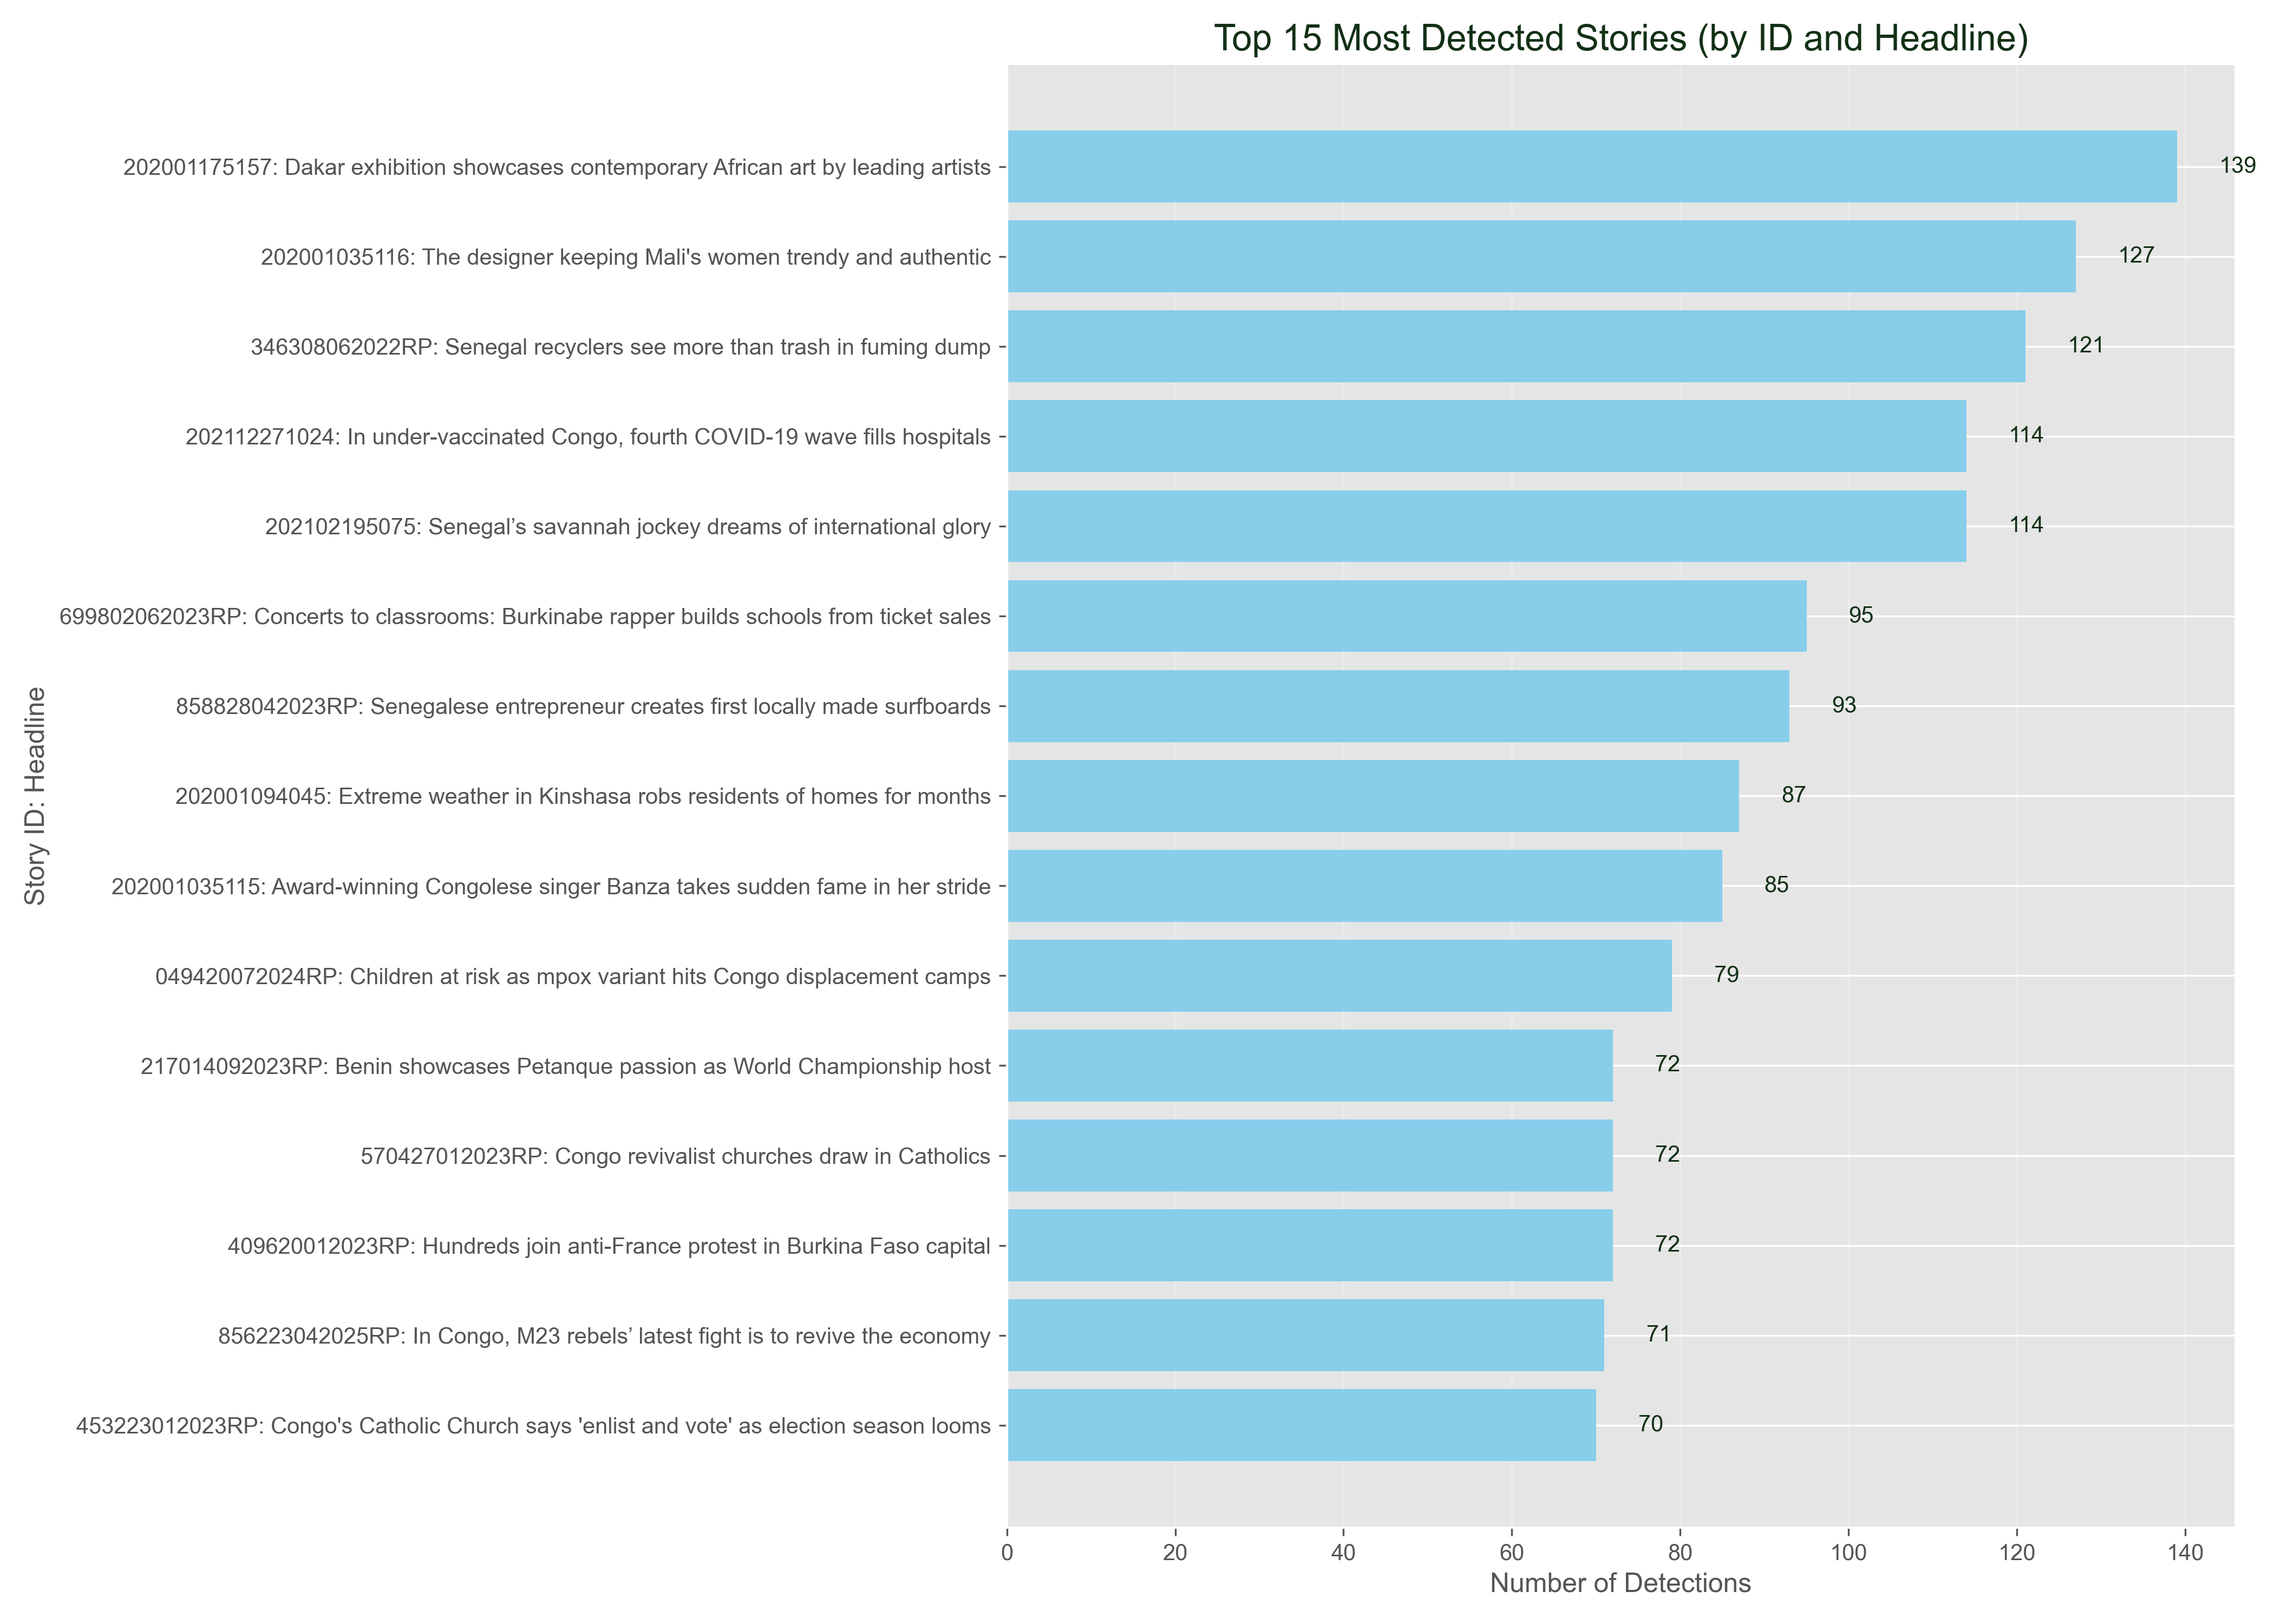 Top 15 Most Detected Stories (by ID and Headline)
Story ID: Headline
202001175157: Dakar exhibition showcases contemporary African art by leading artists
139
202001035116: The designer keeping Mali's women trendy and authentic
127
346308062022RP: Senegal recyclers see more than trash in fuming dump
121
202112271024: In under-vaccinated Congo, fourth COVID-19 wave fills hospitals
114
202102195075: Senegal’s savannah jockey dreams of international glory
114
699802062023RP: Concerts to classrooms: Burkinabe rapper builds schools from ticket sales
95
858828042023RP: Senegalese entrepreneur creates first locally made surfboards
93
202001094045: Extreme weather in Kinshasa robs residents of homes for months
87
202001035115: Award-winning Congolese singer Banza takes sudden fame in her stride
85
049420072024RP: Children at risk as mpox variant hits Congo displacement camps
79
217014092023RP: Benin showcases Petanque passion as World Championship host
72
570427012023RP: Congo revivalist churches draw in Catholics
72
409620012023RP: Hundreds join anti-France protest in Burkina Faso capital
72
856223042025RP: In Congo, M23 rebels’ latest fight is to revive the economy
71
453223012023RP: Congo's Catholic Church says 'enlist and vote' as election season looms
70
0 20 40 60 80 100 120 140
Number of Detections